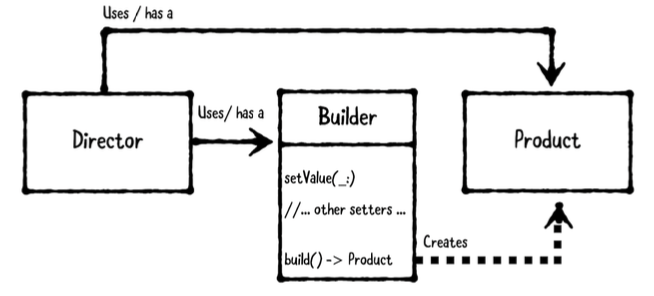 Uses / has a
Director
Uses/ has a
Builder
setValue(_:)
//... other setters ...
build() -> Product
Product
Creates